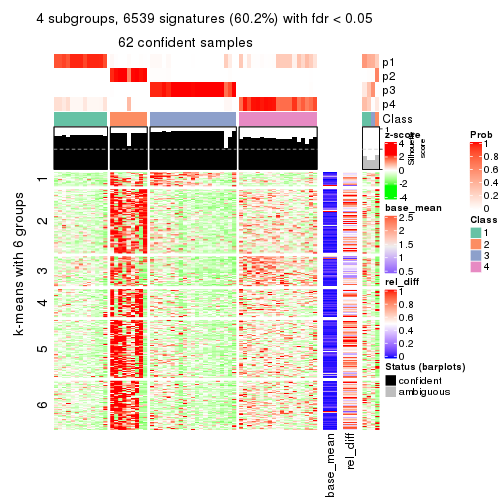 4 subgroups, 6539 signatures (60.2%) with fdr < 0.05
62 confident samples
p1
p2
p3
p4
Class
1
Silhouette
score
k-means with 6 groups
1
2
3
4
5
6
base_mean
rel_diff
z-score
4
2
0
-2
-4
base_mean
2.5
2
1.5
1
0.5
rel_diff
1
0.8
0.6
0.4
0.2
0
Status (barplots)
confident
ambiguous
Prob
1
0.8
0.6
0.4
0.2
0
Class
1
2
3
4